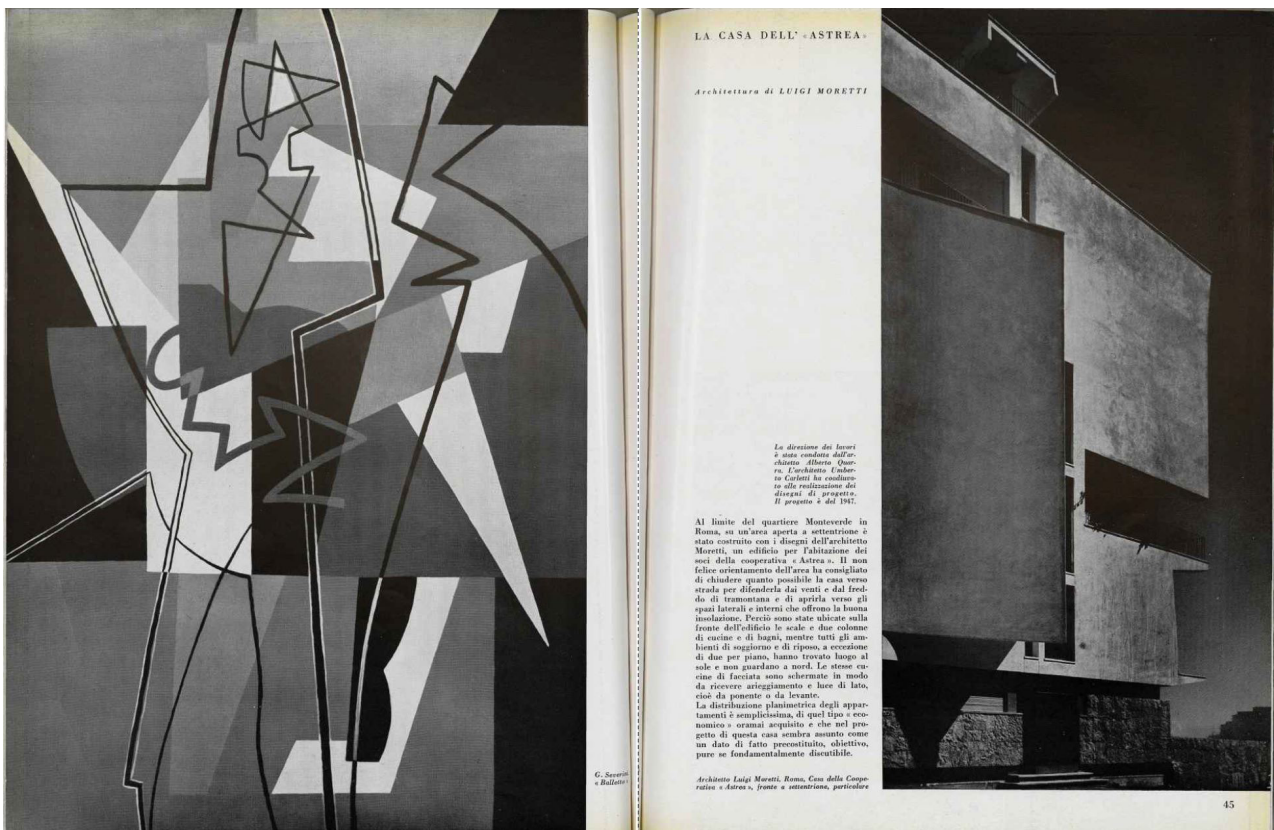 G. Severini
« Balletto »
LA CASA DELL' «ASTREA»
Architettura di LUIGI MORETTI
La direzione dei lavori
è stata condotta dall'ar-
chitetto Alberto Quar-
ra. L'architetto Umber-
to Carletti ha coadiuva-
to alla realizzazione dei
disegni di progetto.
Il progetto è del 1947.
Al limite del quartiere Monteverde in
Roma, su un'area aperta a settentrione è
stato costruito con i disegni dell'architetto
Moretti, un edificio per l'abitazione dei
soci della cooperativa « Astrea ». Il non
felice orientamento dell'area ha consigliato
di chiudere quanto possibile la casa verso
strada per difenderla dai venti e dal fred-
do di tramontana e di aprirla verso gli
spazi laterali e interni che offrono la buona
insolazione. Perciò sono state ubicate sulla
fronte dell'edificio le scale e due colonne
di cucine e di bagni, mentre tutti gli am-
bienti di soggiorno e di riposo, a eccezione
di due per piano, hanno trovato luogo al
sole e non guardano a nord. Le stesse cu-
cine di facciata sono schermate in modo
da ricevere arieggiamento e luce di lato,
cioè da ponente o da levante.
La distribuzione planimetrica degli appar-
tamenti è semplicissima, di quel tipo « eco-
nomico » oramai acquisito e che nel pro-
getto di questa casa sembra assunto come
un dato di fatto precostituito, obiettivo,
pure se fondamentalmente discutibile.
Architetto Luigi Moretti, Roma, Casa della Coope-
rativa « Astrea », fronte a settentrione, particolare
45